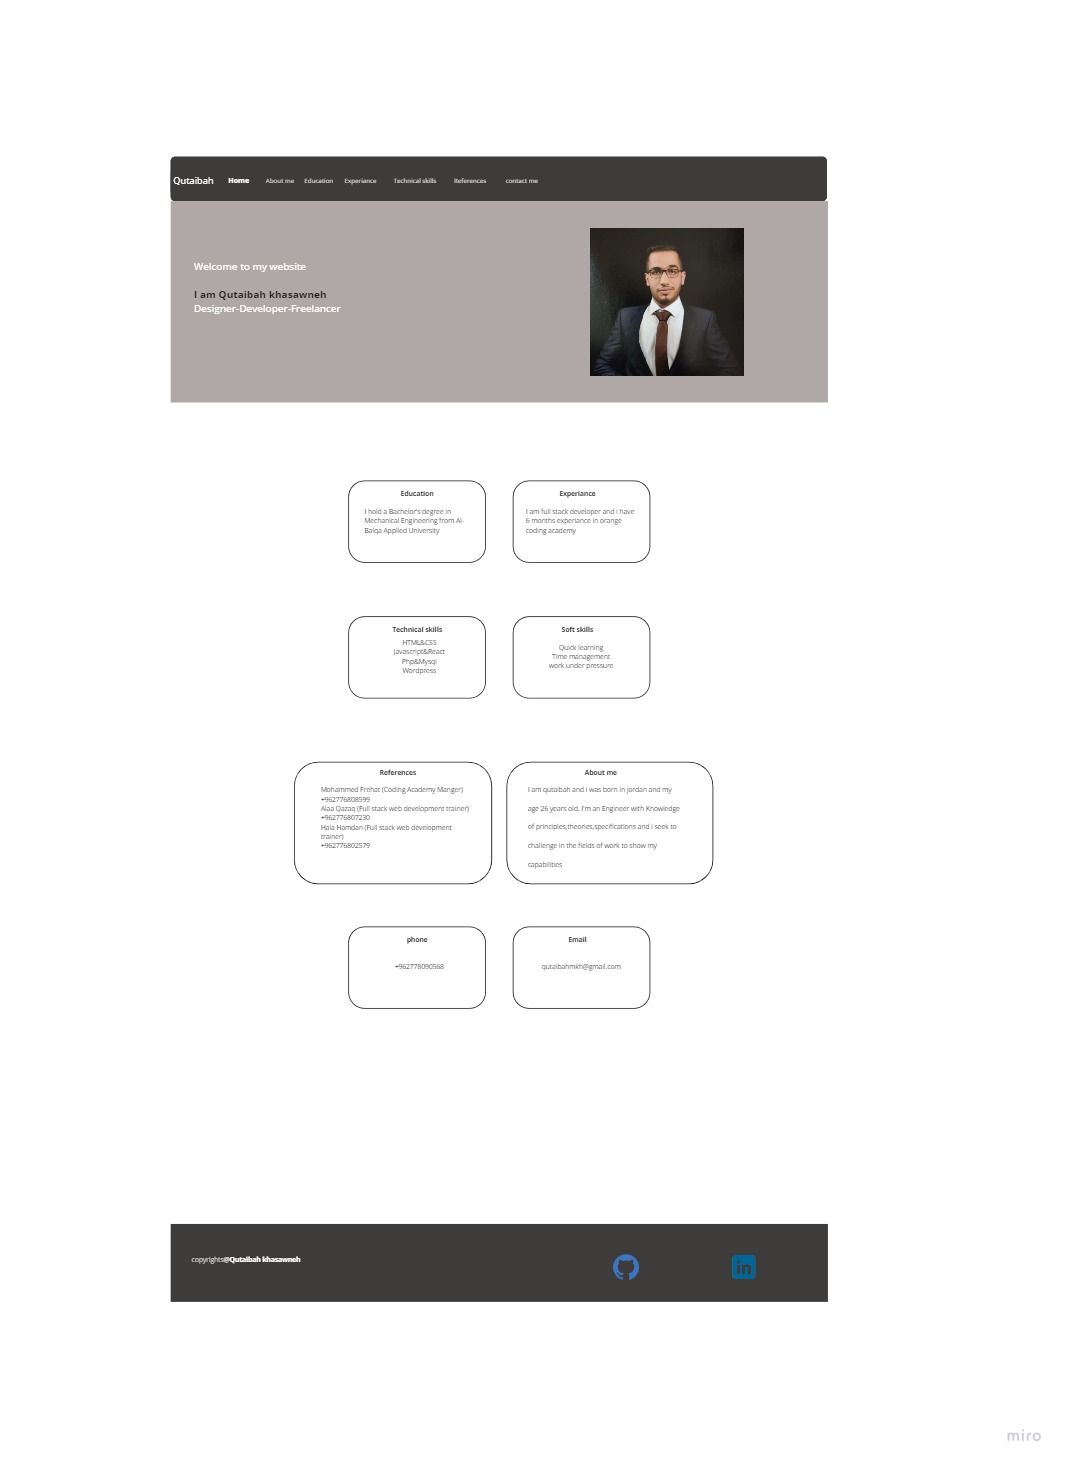 Qutaibah Home About me Education Experiance Technical skills References contact me
Welcome to my website
I am Qutaibah khasawneh
Designer-Developer-Freelancer
Education
I hold a Bachelor's degree in
Mechanical Engineering from Al-
Balqa Applied University
Experiance
I am full stack developer and i have
6 months experiance in orange
coding academy
Technical skills
HTML&CSS
Javascript&React
Php&Mysql
Wordpress
Soft skills
Quick learning
Time management
work under pressure
References
Mohammed Frehat (Coding Academy Manger)
+962776808599
Alaa Qazaq (Full stack web development trainer)
+962776807230
Hala Hamdan (Full stack web development
trainer)
+962776802579
About me
I am qutaibah and i was born in jordan and my
age 26 years old. I'm an Engineer with Knowledge
of principles,theories,specifications and i seek to
challenge in the fields of work to show my
capabilities
phone
+962778090568
Email
qutaibahmkh@gmail.com
copyrights@Qutaibah khasawneh
in
miro